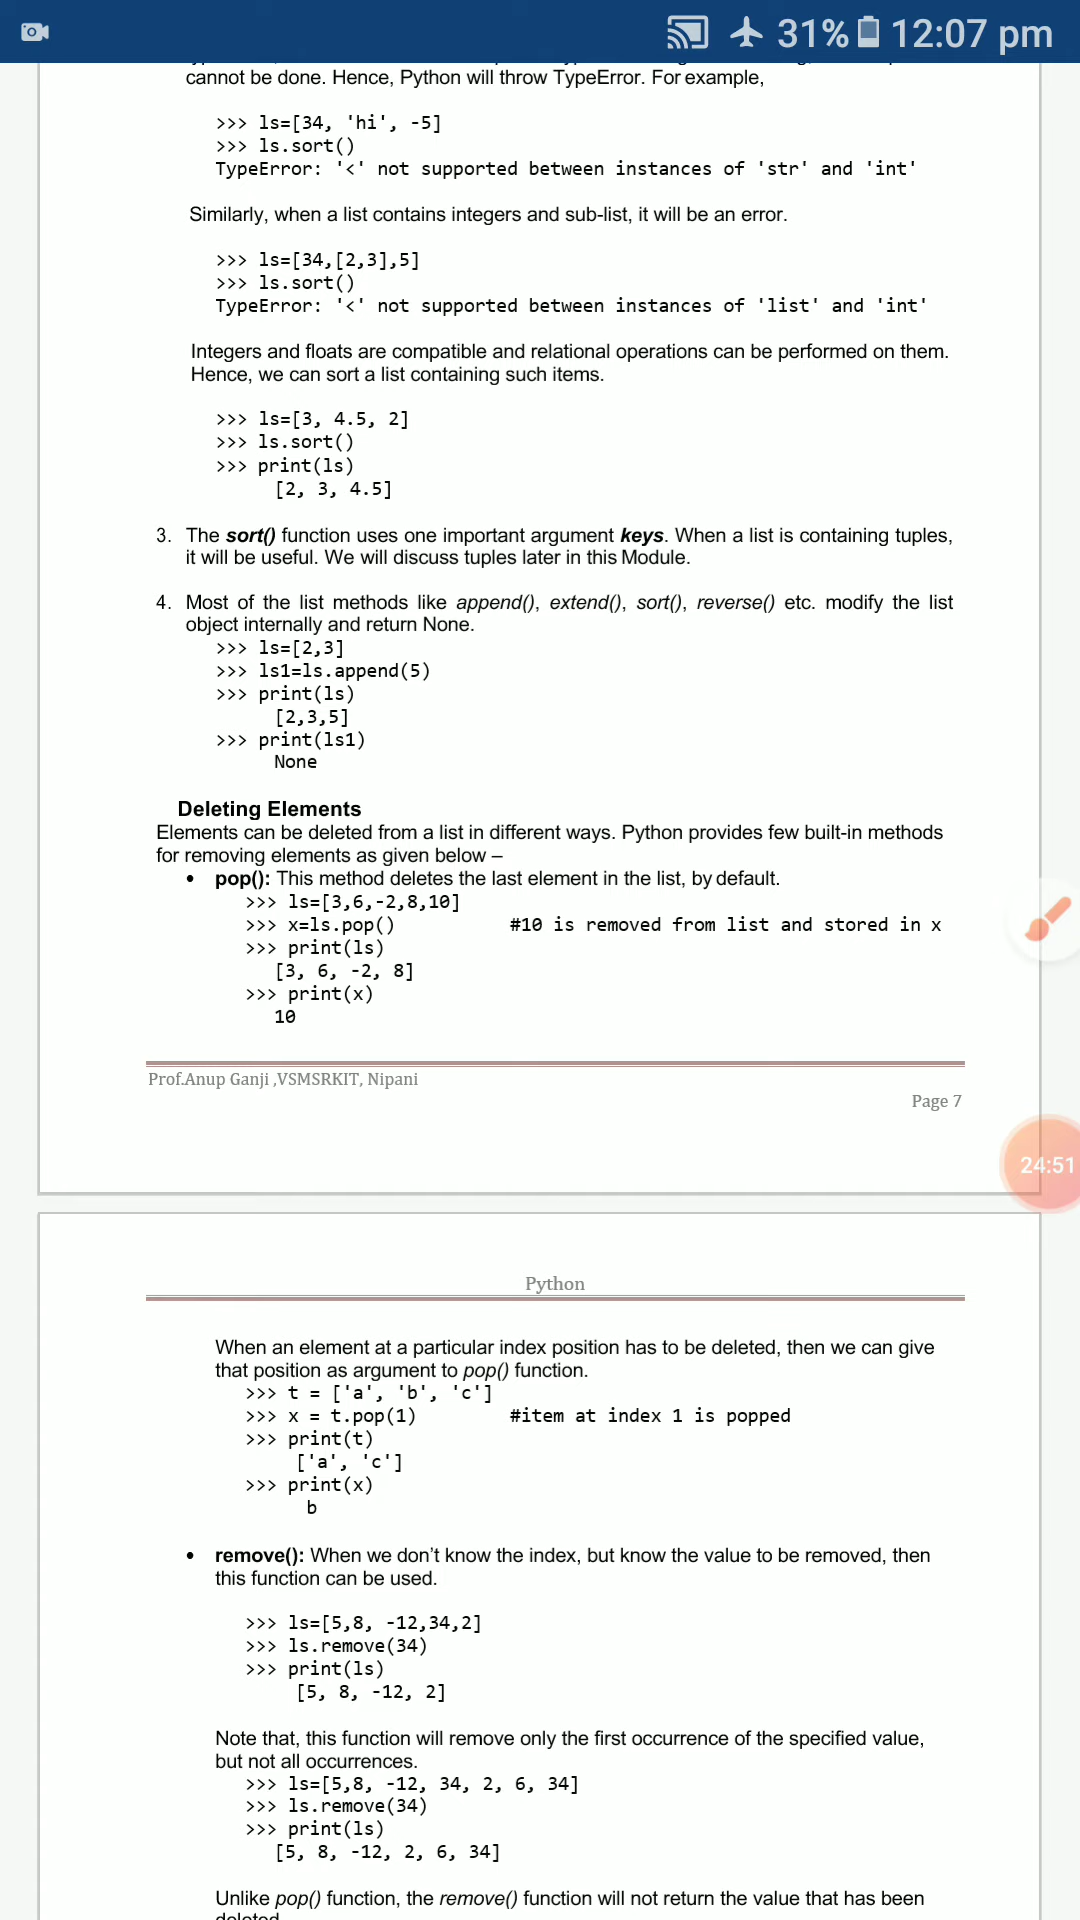 31% 12:07 pm
cannot be done. Hence, Python will throw TypeError. For example,
>>> ls=[34, 'hi', -5]
>>> ls.sort()
TypeError: '<' not supported between instances of 'str' and 'int'
Similarly, when a list contains integers and sub-list, it will be an error.
>>> ls=[34,[2,3],5]
>>> ls.sort()
TypeError: '<' not supported between instances of 'list' and 'int'
Integers and floats are compatible and relational operations can be performed on them.
Hence, we can sort a list containing such items.
>>> ls=[3, 4.5, 2]
>>> ls.sort()
>>> print(ls)
[2, 3, 4.5]
3. The sort() function uses one important argument keys. When a list is containing tuples,
it will be useful. We will discuss tuples later in this Module.
4. Most of the list methods like append(), extend(), sort(), reverse() etc. modify the list
object internally and return None.
>>> ls=[2,3]
>>> ls1=ls.append(5)
>>> print(ls)
[2,3,5]
>>> print(ls1)
None
Deleting Elements
Elements can be deleted from a list in different ways. Python provides few built-in methods
for removing elements as given below –
• pop(): This method deletes the last element in the list, by default.
>>> ls=[3,6,-2,8,10]
>>> x=ls.pop() #10 is removed from list and stored in x
>>> print(ls)
[3, 6, -2, 8]
>>> print(x)
10
Prof.Anup Ganji ,VSMSRKIT, Nipani
Page 7
24:51
Python
When an element at a particular index position has to be deleted, then we can give
that position as argument to pop() function.
>>> t = ['a', 'b', 'c']
>>> x = t.pop(1) #item at index 1 is popped
>>> print(t)
['a', 'c']
>>> print(x)
b
• remove(): When we don’t know the index, but know the value to be removed, then
this function can be used.
>>> ls=[5,8, -12,34,2]
>>> ls.remove(34)
>>> print(ls)
[5, 8, -12, 2]
Note that, this function will remove only the first occurrence of the specified value,
but not all occurrences.
>>> ls=[5,8, -12, 34, 2, 6, 34]
>>> ls.remove(34)
>>> print(ls)
[5, 8, -12, 2, 6, 34]
Unlike pop() function, the remove() function will not return the value that has been